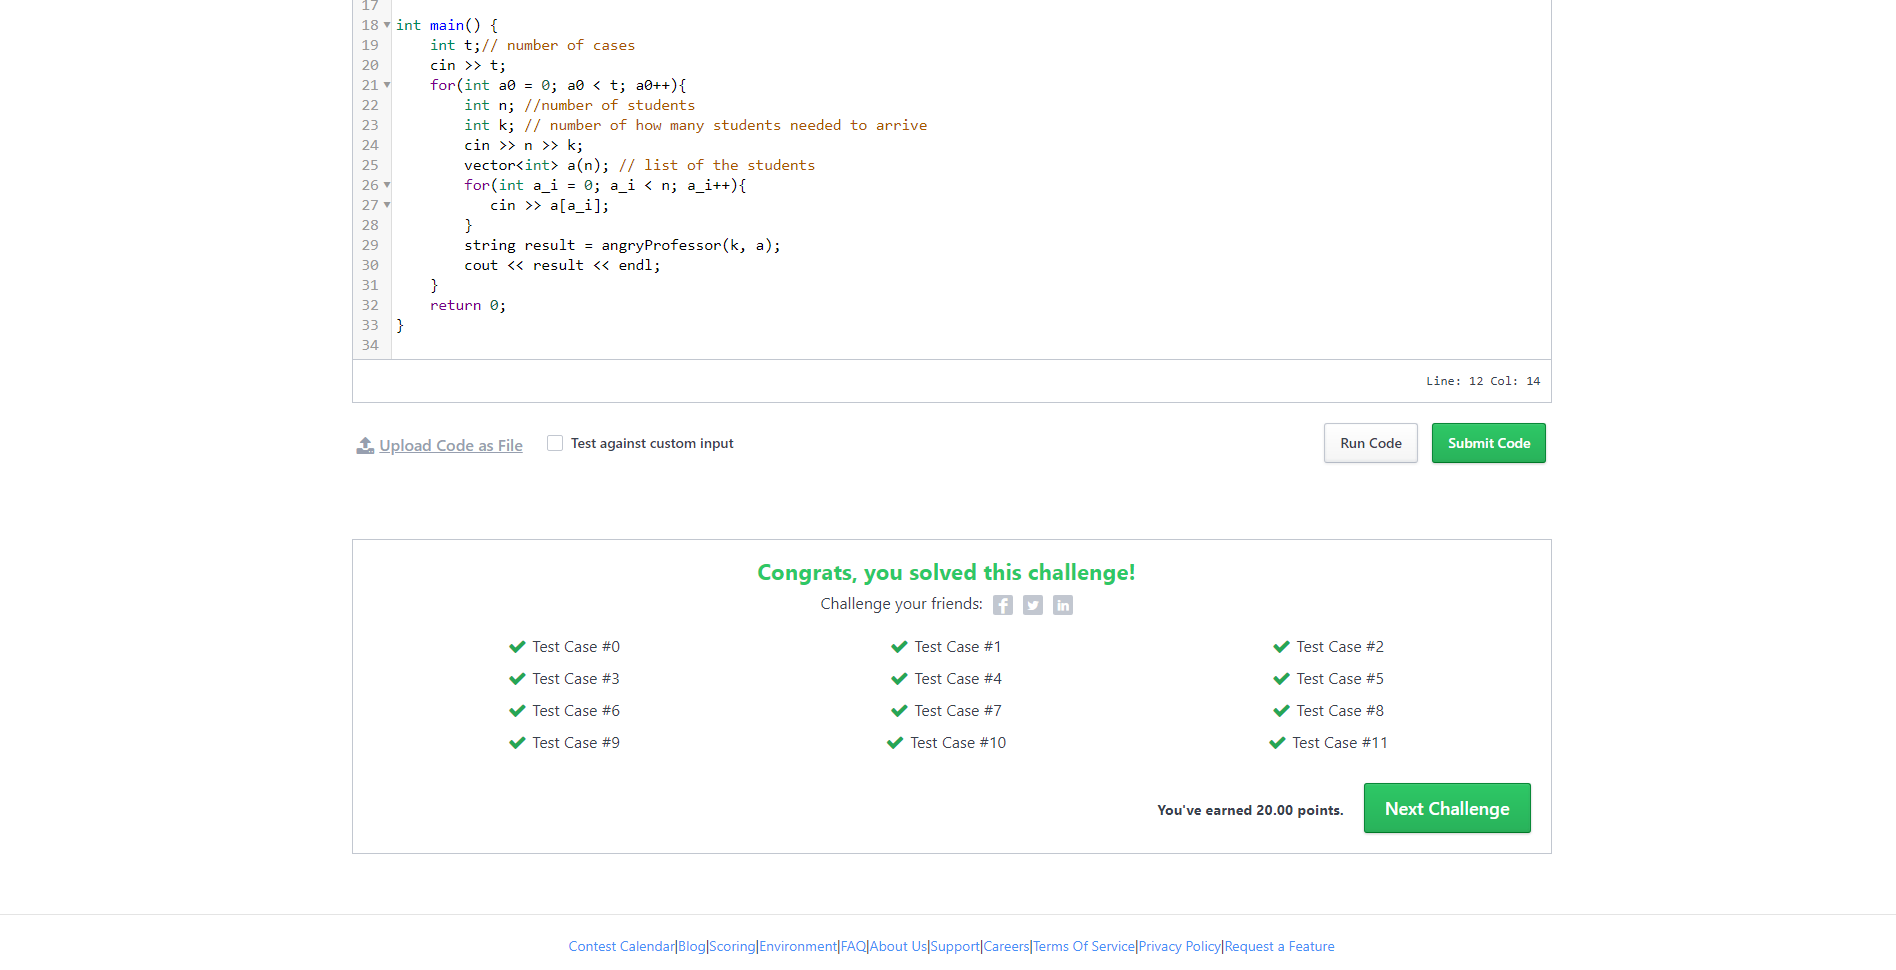 17
18 int main() {
19     int t;// number of cases
20     cin >> t;
21     for(int a0 = 0; a0 < t; a0++){
22         int n; //number of students
23         int k; // number of how many students needed to arrive
24         cin >> n >> k;
25         vector<int> a(n); // list of the students
26         for(int a_i = 0; a_i < n; a_i++){
27            cin >> a[a_i];
28         }
29         string result = angryProfessor(k, a);
30         cout << result << endl;
31     }
32     return 0;
33 }
34
Line: 12 Col: 14
Upload Code as File Test against custom input Run Code Submit Code
Congrats, you solved this challenge!
Challenge your friends:
Test Case #0 Test Case #1 Test Case #2
Test Case #3 Test Case #4 Test Case #5
Test Case #6 Test Case #7 Test Case #8
Test Case #9 Test Case #10 Test Case #11
You've earned 20.00 points. Next Challenge
Contest Calendar|Blog|Scoring|Environment|FAQ|About Us|Support|Careers|Terms Of Service|Privacy Policy|Request a Feature